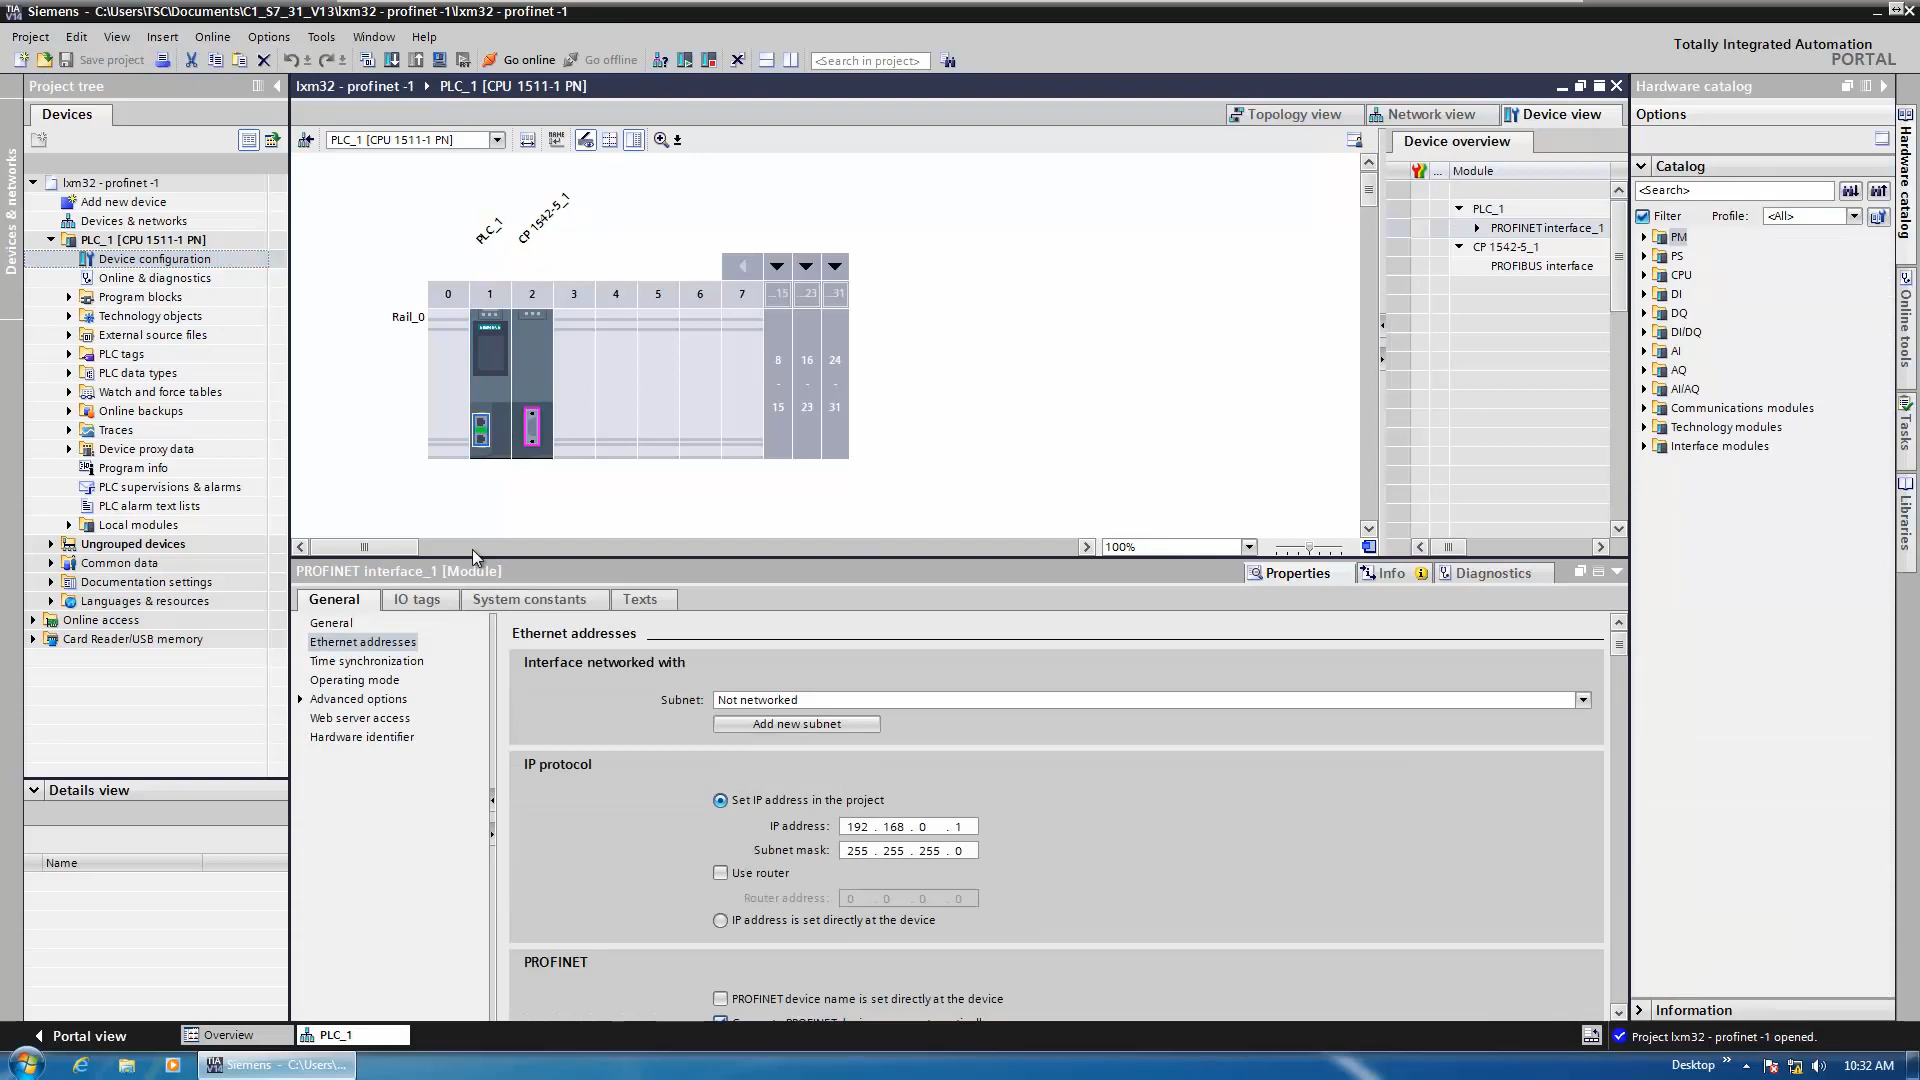 Siemens - C:\Users\TSC\Documents\C1_S7_31_V13\lxm32 - profinet -1\lxm32 - profinet -1
TIA
V14
Project Edit View Insert Online Options Tools Window Help
Totally Integrated Automation
PORTAL
Save project
Go online
Go offline
<Search in project>
Project tree
lxm32 - profinet -1
PLC_1 [CPU 1511-1 PN]
Hardware catalog
Devices
Topology view
Network view
Device view
Options
PLC_1 [CPU 1511-1 PN]
Device overview
Module
PLC_1
PROFINET interface_1
CP 1542-5_1
PROFIBUS interface
Devices & networks
lxm32 - profinet -1
Add new device
Devices & networks
PLC_1 [CPU 1511-1 PN]
Device configuration
Online & diagnostics
Program blocks
Technology objects
External source files
PLC tags
PLC data types
Watch and force tables
Online backups
Traces
Device proxy data
Program info
PLC supervisions & alarms
PLC alarm text lists
Local modules
Ungrouped devices
Common data
Documentation settings
Languages & resources
Online access
Card Reader/USB memory
PLC_1
CP 1542-5_1
0 1 2 3 4 5 6 7 ...15 ...23 ...31
Rail_0
SIEMENS
8 16 24
- - -
15 23 31
100%
Catalog
<Search>
Filter Profile: <All>
PM
PS
CPU
DI
DQ
DI/DQ
AI
AQ
AI/AQ
Communications modules
Technology modules
Interface modules
Hardware catalog
Online tools
Tasks
Libraries
PROFINET interface_1 [Module]
Properties
Info
Diagnostics
General
IO tags
System constants
Texts
General
Ethernet addresses
Time synchronization
Operating mode
Advanced options
Web server access
Hardware identifier
Ethernet addresses
Interface networked with
Subnet: Not networked
Add new subnet
IP protocol
Set IP address in the project
IP address: 192 . 168 . 0 . 1
Subnet mask: 255 . 255 . 255 . 0
Use router
Router address: 0 . 0 . 0 . 0
IP address is set directly at the device
PROFINET
PROFINET device name is set directly at the device
Details view
Name
Information
Portal view
Overview
PLC_1
Project lxm32 - profinet -1 opened.
Siemens - C:\Users\...
Desktop
10:32 AM